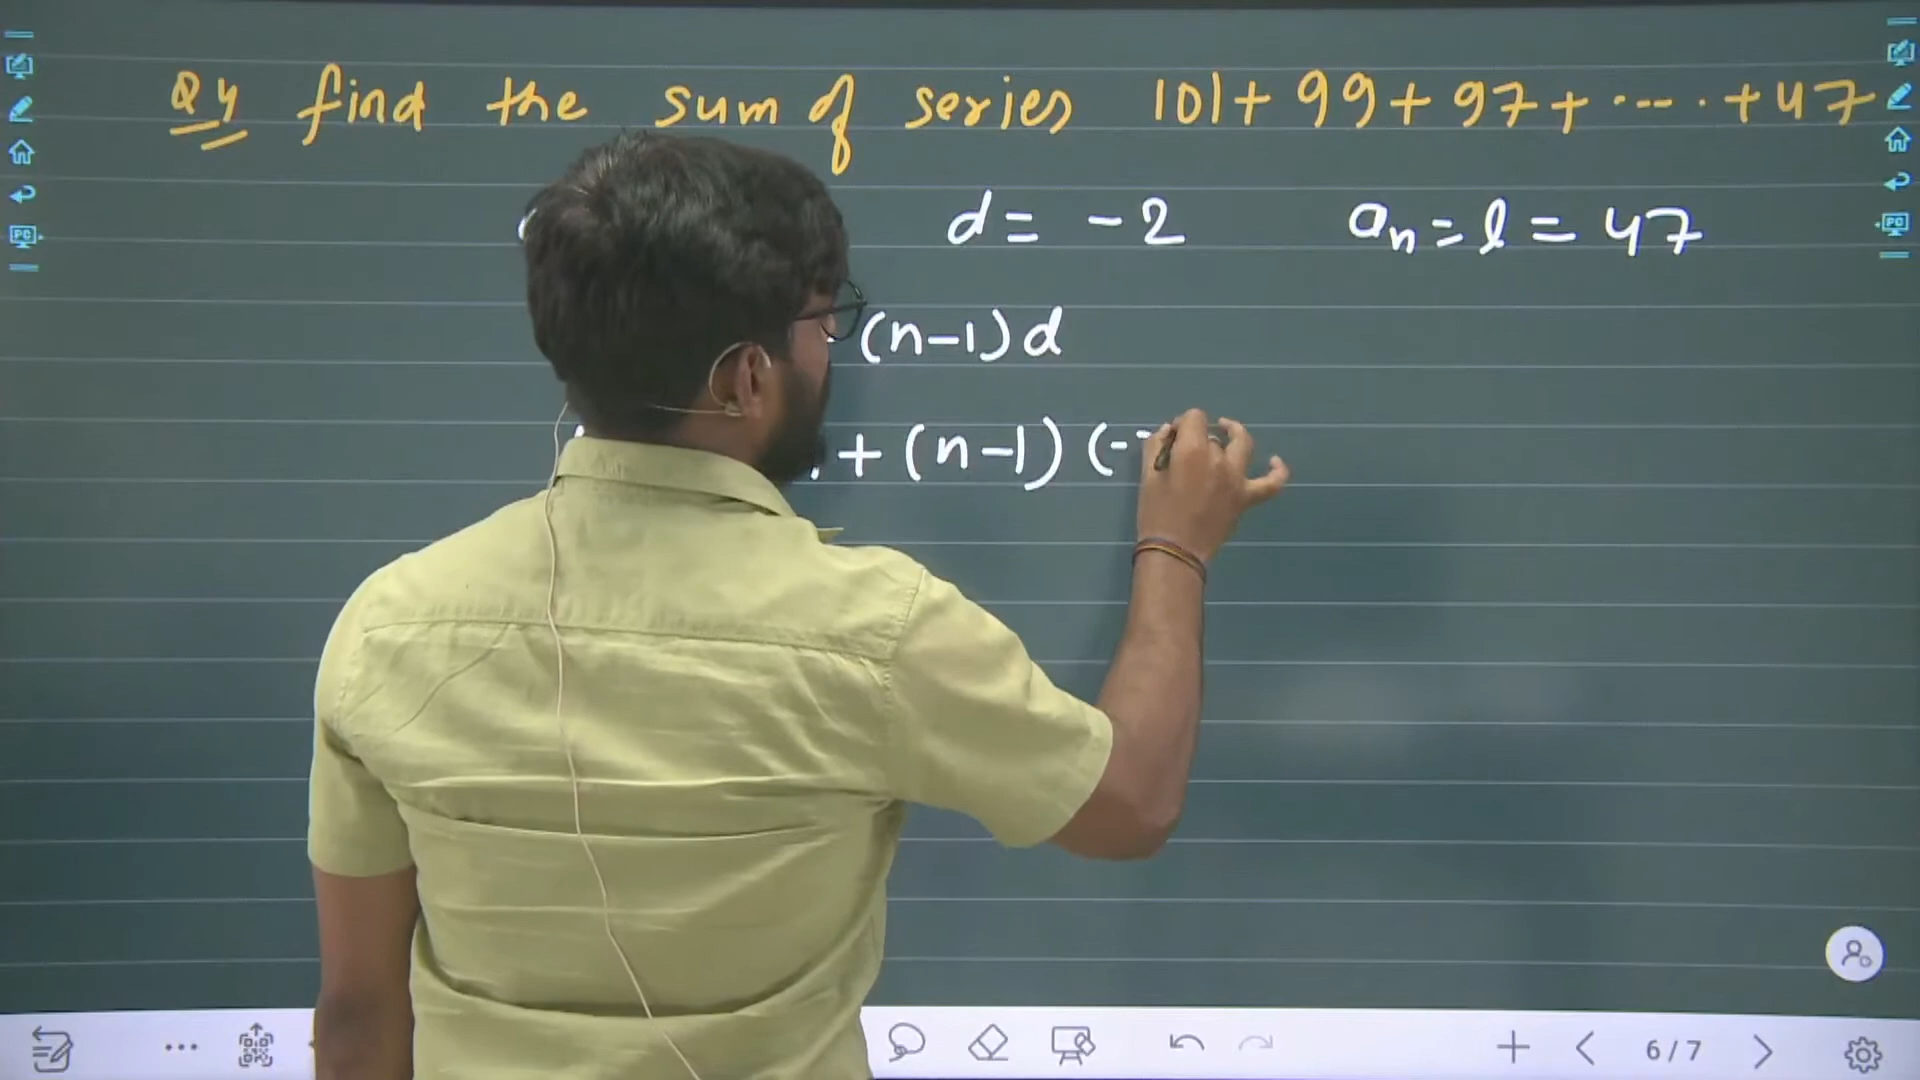 Q4 find the sum of series 101 + 99 + 97 + ...... + 47
d = -2 an = l = 47
(n-1)d
+ (n-1) (-
6/7